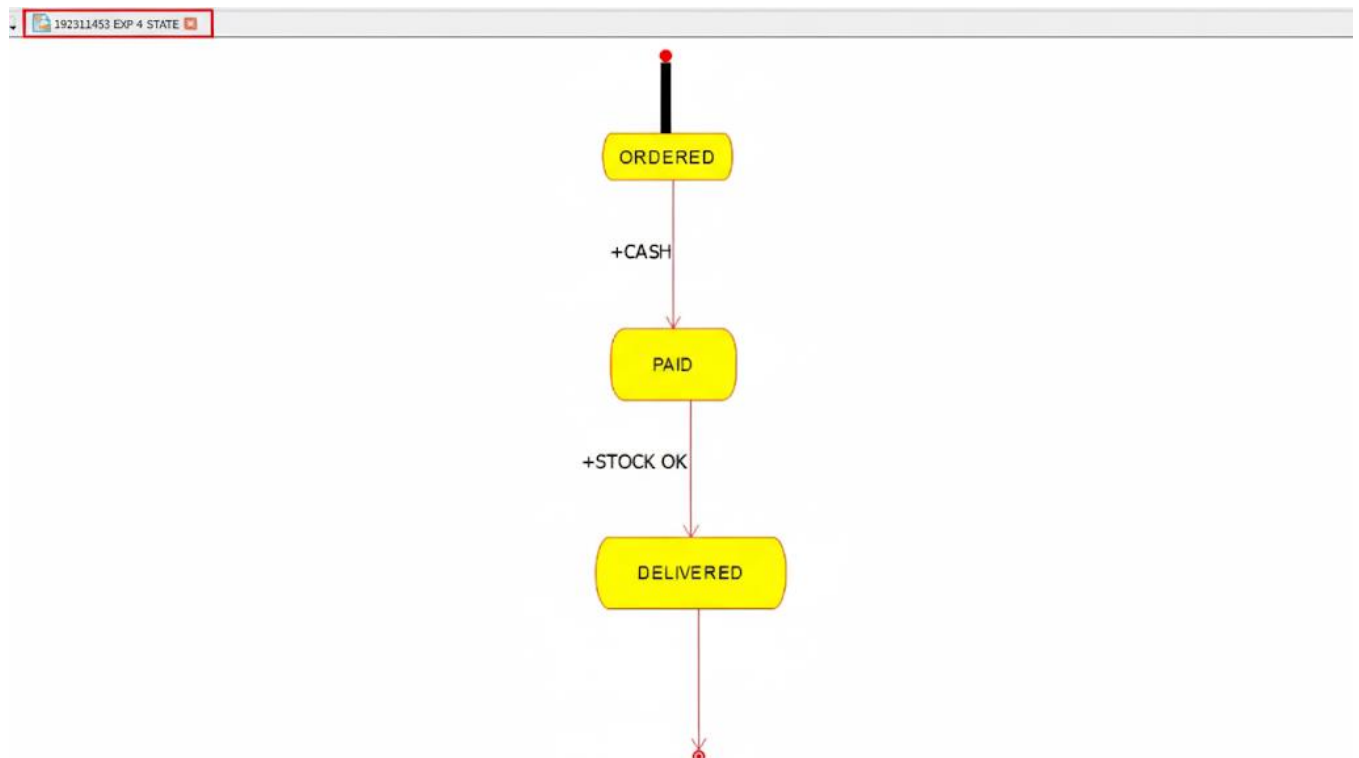 192311453 EXP 4 STATE
ORDERED
+CASH
PAID
+STOCK OK
DELIVERED